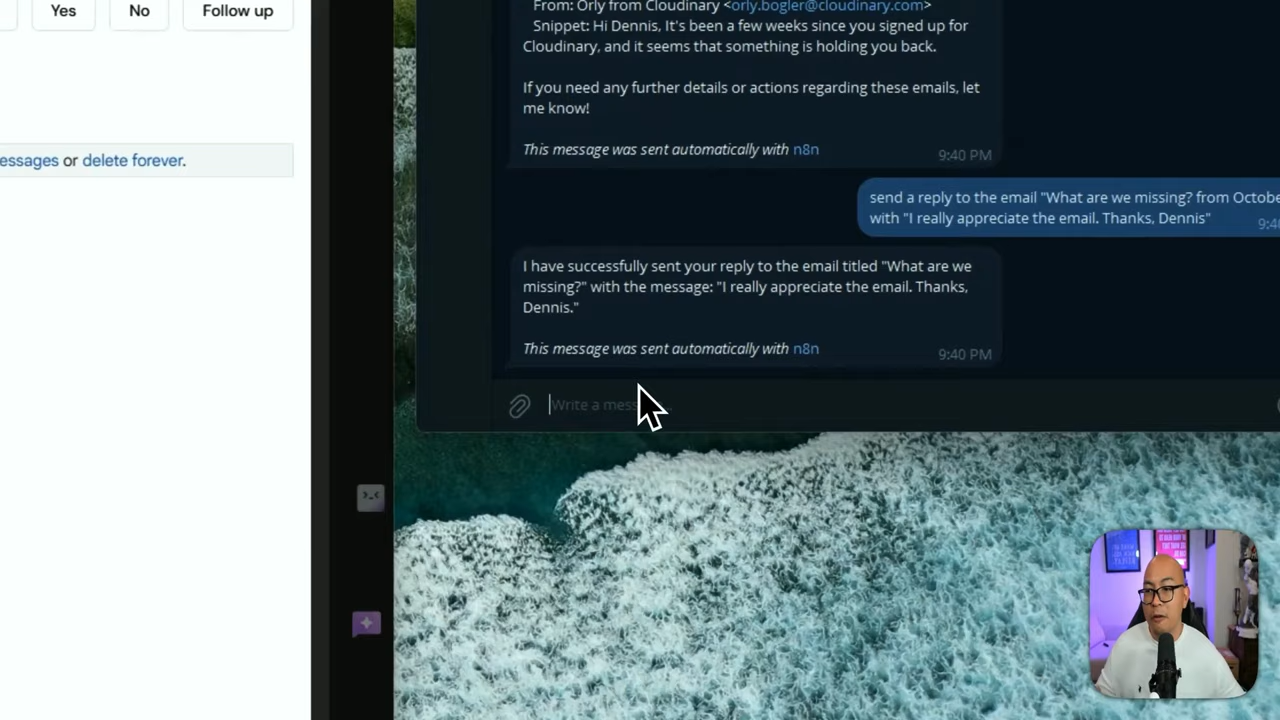 Yes
No
Follow up
essages or delete forever.
From: Orly from Cloudinary <orly.bogler@cloudinary.com>
Snippet: Hi Dennis, It's been a few weeks since you signed up for
Cloudinary, and it seems that something is holding you back.
If you need any further details or actions regarding these emails, let
me know!
This message was sent automatically with n8n
9:40 PM
send a reply to the email "What are we missing? from Octobe
with "I really appreciate the email. Thanks, Dennis"
9:4
I have successfully sent your reply to the email titled "What are we
missing?" with the message: "I really appreciate the email. Thanks,
Dennis."
This message was sent automatically with n8n
9:40 PM
Write a mess